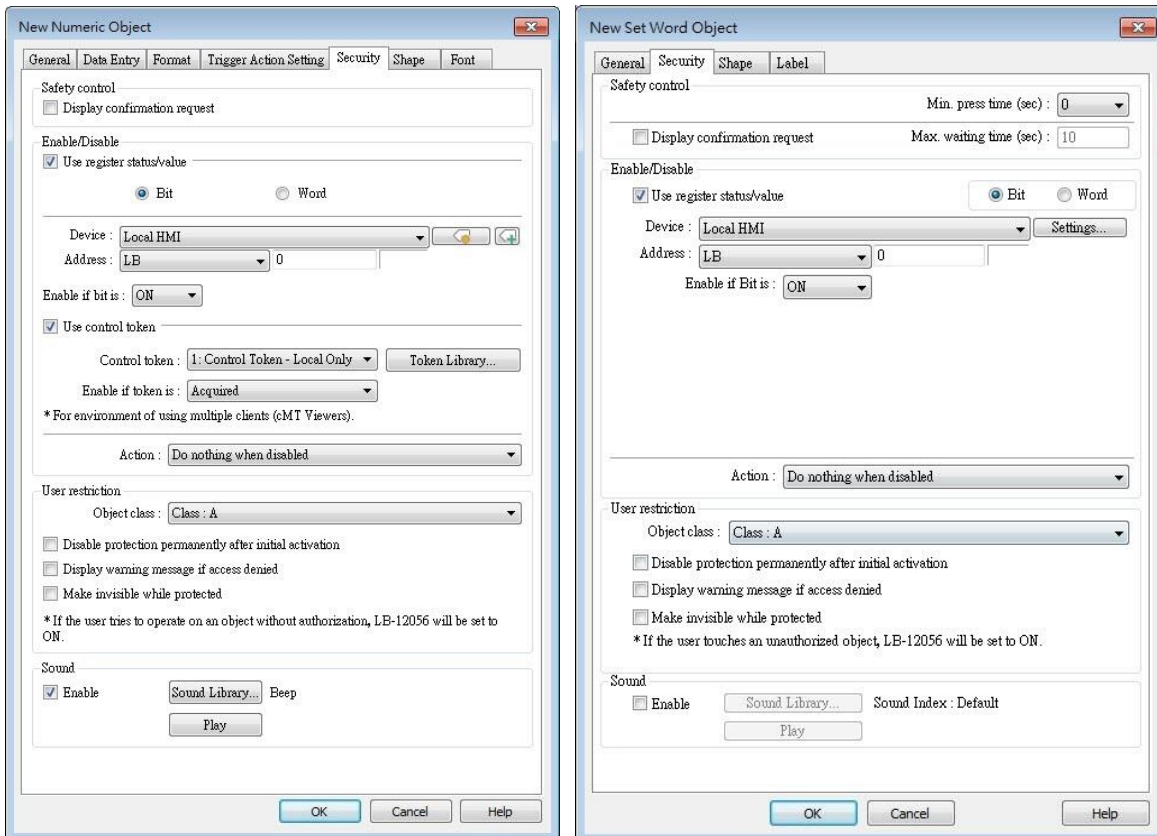 New Numeric Object
General Data Entry Format Trigger Action Setting Security Shape Font
Safety control
Display confirmation request
Enable/Disable
Use register status/value
Bit Word
Device : Local HMI
Address : LB 0
Enable if bit is : ON
Use control token
Control token : 1: Control Token - Local Only Token Library...
Enable if token is : Acquired
* For environment of using multiple clients (cMT Viewers).
Action : Do nothing when disabled
User restriction
Object class : Class : A
Disable protection permanently after initial activation
Display warning message if access denied
Make invisible while protected
* If the user tries to operate on an object without authorization, LB-12056 will be set to
ON.
Sound
Enable Sound Library... Beep
Play
OK Cancel Help
New Set Word Object
General Security Shape Label
Safety control
Min. press time (sec) : 0
Display confirmation request Max. waiting time (sec) : 10
Enable/Disable
Use register status/value Bit Word
Device : Local HMI Settings...
Address : LB 0
Enable if Bit is : ON
Action : Do nothing when disabled
User restriction
Object class : Class : A
Disable protection permanently after initial activation
Display warning message if access denied
Make invisible while protected
* If the user touches an unauthorized object, LB-12056 will be set to ON.
Sound
Enable Sound Library... Sound Index : Default
Play
OK Cancel Help